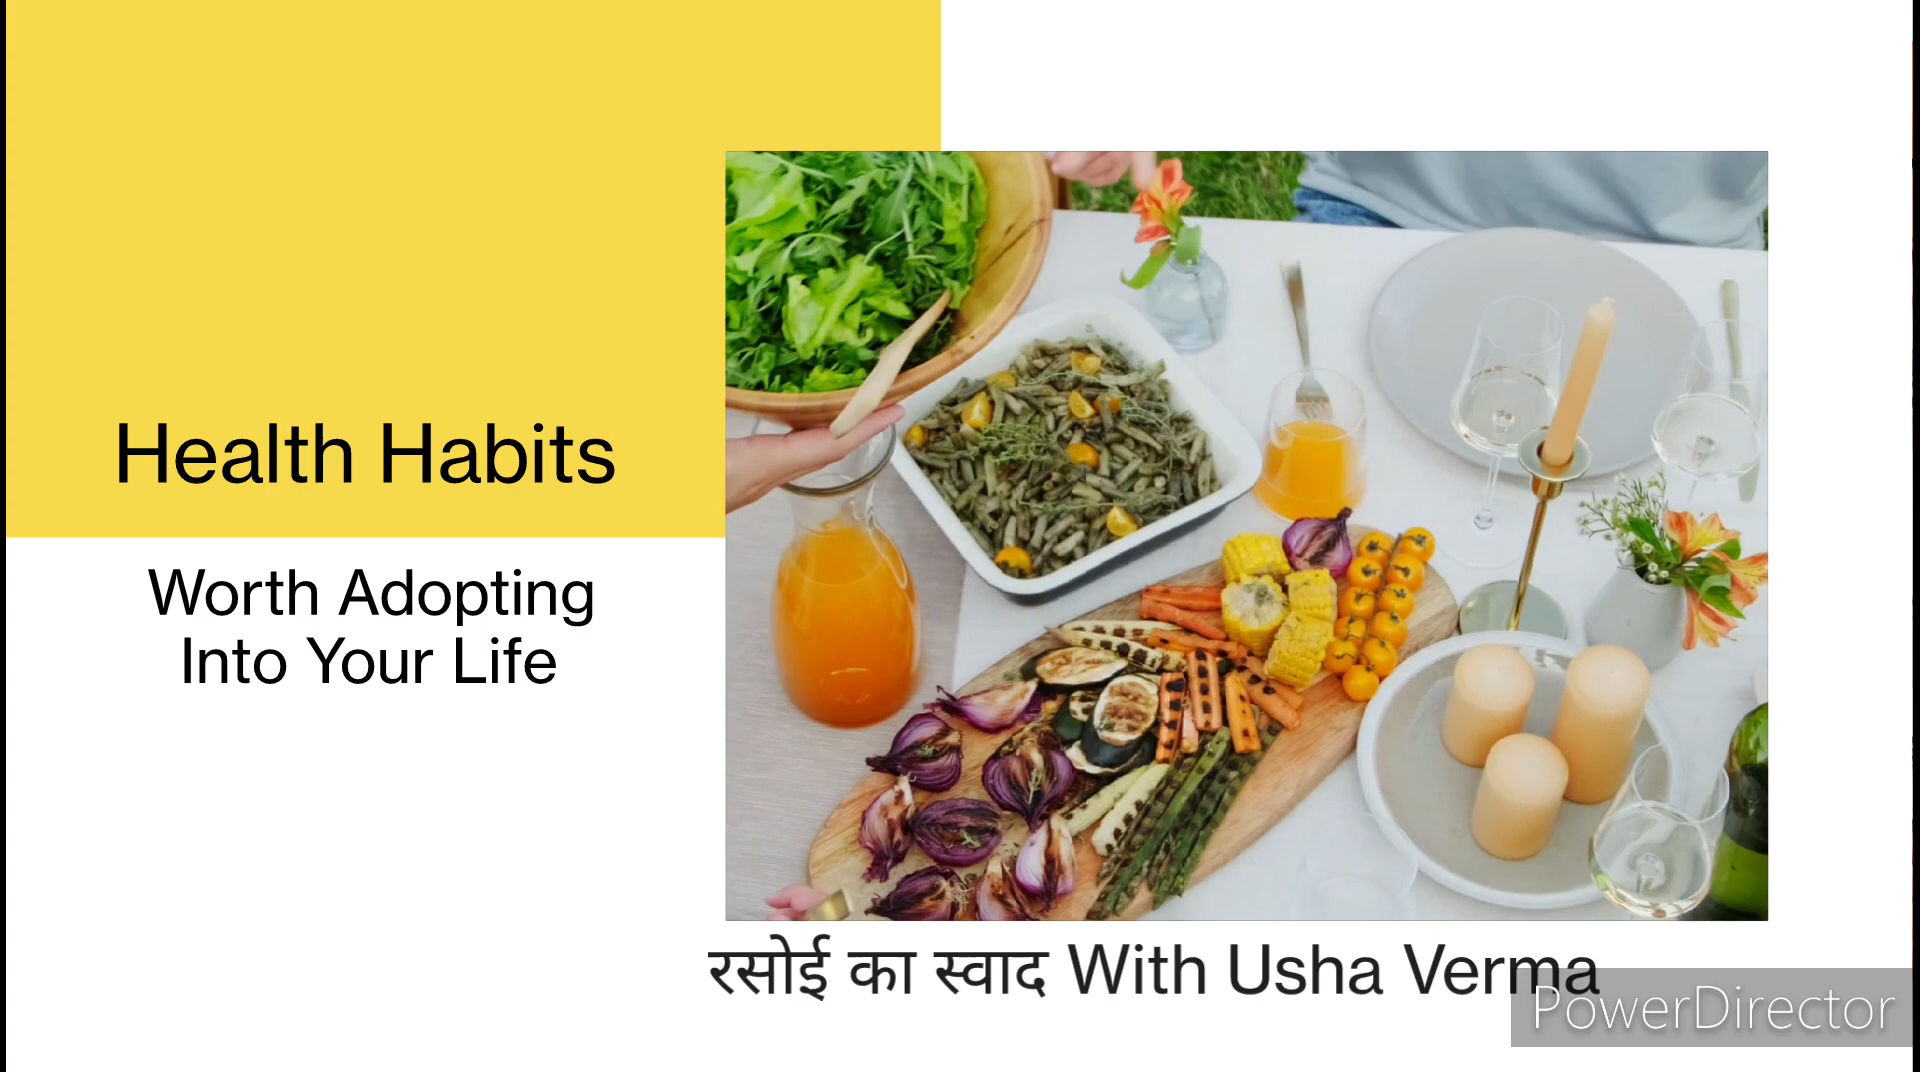 Health Habits
Worth Adopting
Into Your Life
रसोई का स्वाद With Usha Verma
PowerDirector